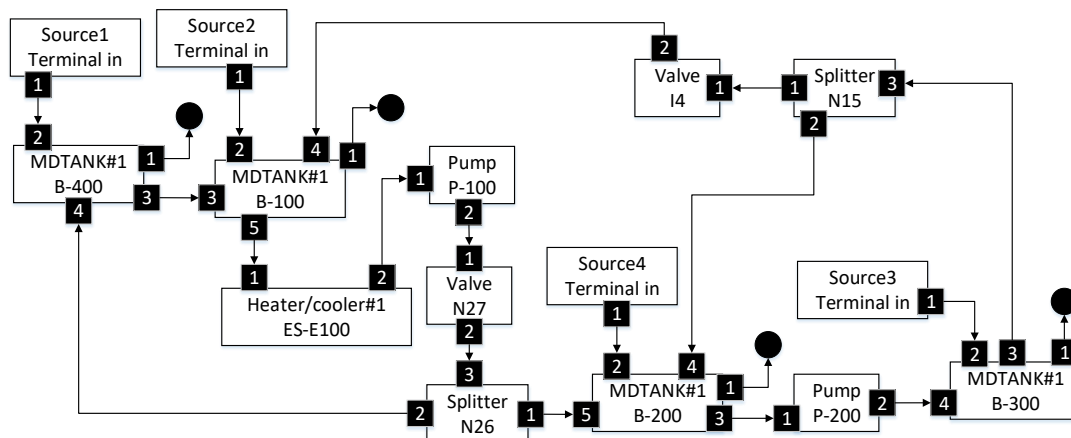 Source1
Terminal in
1
Source2
Terminal in
1
2
Valve
I4
1
1
Splitter
N15
3
2
2
MDTANK#1
B-400
1
3
4
2
4
1
3
MDTANK#1
B-100
5
1
Pump
P-100
2
1
2
Heater/cooler#1
ES-E100
1
Valve
N27
2
Source4
Terminal in
1
Source3
Terminal in
1
3
2
Splitter
N26
1
2
4
5
MDTANK#1
B-200
1
3
1
Pump
P-200
2
2
3
1
4
MDTANK#1
B-300